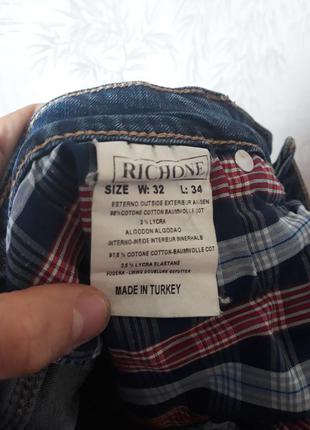 RICHONE
SIZE W: 32 L: 34
ESTERNO OUTSIDE EXTERIEUR AUSSEN
98% COTONE COTTON BAUMWOLLE COT
2% LYCRA
ALGODON ALGODAO
INTERNO-INSIDE INTERIEUR INNERHALB
97,5 % COTONE COTTON-BAUMWOLLE COT
2.5 % LYCRA ELASTANE
FODERA - LINING DOUBLURE GEFUTTER
MADE IN TURKEY